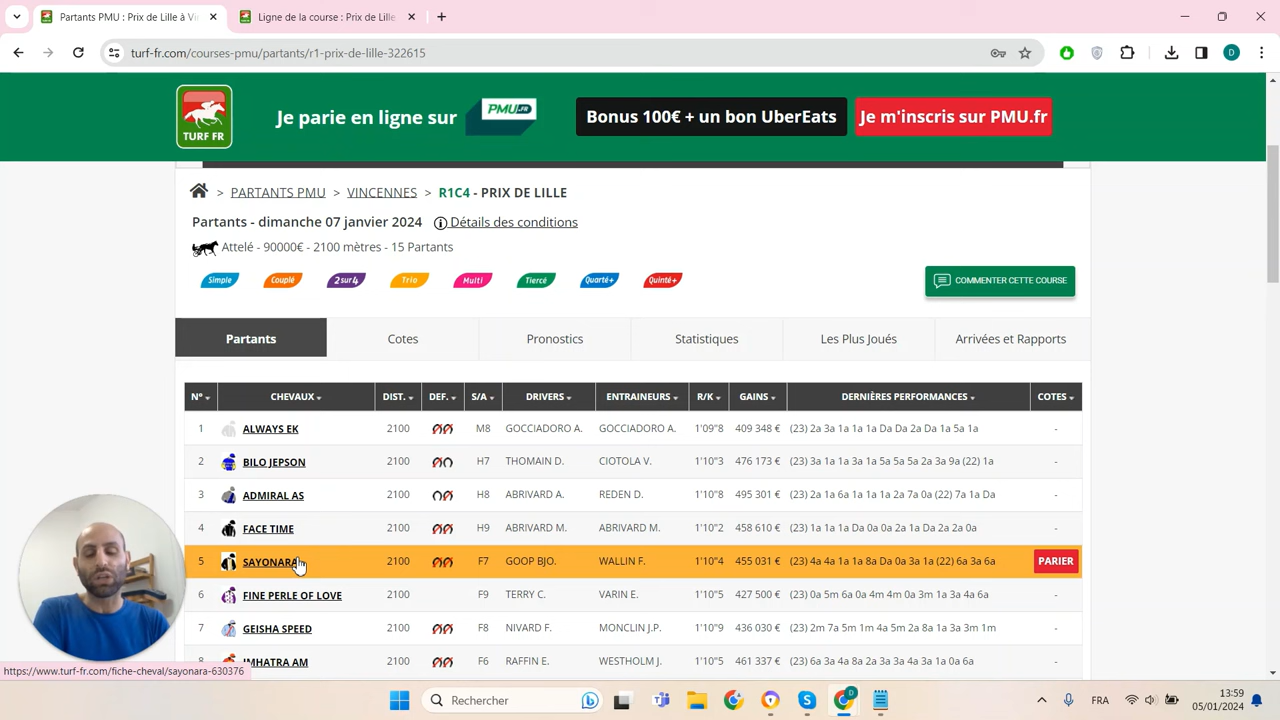 Partants PMU : Prix de Lille à Vi
Ligne de la course : Prix de Lille
turf-fr.com/courses-pmu/partants/r1-prix-de-lille-322615
D
TURF FR
Je parie en ligne sur
PMU.FR
Bonus 100€ + un bon UberEats
Je m'inscris sur PMU.fr
> PARTANTS PMU > VINCENNES > R1C4 - PRIX DE LILLE
Partants - dimanche 07 janvier 2024 Détails des conditions
Attelé - 90000€ - 2100 mètres - 15 Partants
Simple Couplé 2sur4 Trio Multi Tiercé Quarté+ Quinté+
COMMENTER CETTE COURSE
Partants Cotes Pronostics Statistiques Les Plus Joués Arrivées et Rapports
N° CHEVAUX DIST. DEF. S/A DRIVERS ENTRAINEURS R/K GAINS DERNIÈRES PERFORMANCES COTES
1 ALWAYS EK 2100 M8 GOCCIADORO A. GOCCIADORO A. 1'09"8 409 348 € (23) 2a 3a 1a 1a 1a Da Da 2a Da 1a 5a 1a -
2 BILO JEPSON 2100 H7 THOMAIN D. CIOTOLA V. 1'10"3 476 173 € (23) 3a 1a 1a 3a 1a 5a 5a 5a 2a 3a 9a (22) 1a -
3 ADMIRAL AS 2100 H8 ABRIVARD A. REDEN D. 1'10"8 495 301 € (23) 2a 1a 6a 1a 1a 1a 2a 7a 0a (22) 7a 1a Da -
4 FACE TIME 2100 H9 ABRIVARD M. ABRIVARD M. 1'10"2 458 610 € (23) 1a 1a 1a Da 0a 0a 2a 1a Da 2a 2a 0a -
5 SAYONARA 2100 F7 GOOP BJO. WALLIN F. 1'10"4 455 031 € (23) 4a 4a 1a 1a 8a Da 0a 3a 1a (22) 6a 3a 6a PARIER
6 FINE PERLE OF LOVE 2100 F9 TERRY C. VARIN E. 1'10"5 427 500 € (23) 0a 5m 6a 0a 4m 4m 0a 3m 1a 3a 4a 6a -
7 GEISHA SPEED 2100 F8 NIVARD F. MONCLIN J.P. 1'10"9 436 030 € (23) 2m 7a 5m 1m 4a 5m 2a 8a 1a 3a 3m 1m -
8 IMHATRA AM 2100 F6 RAFFIN E. WESTHOLM J. 1'10"5 461 337 € (23) 0a 3a 4a 8a 2a 3a 3a 4a 3a 1a 0a 6a -
https://www.turf-fr.com/fiche-cheval/sayonara-630376
Rechercher
D
FRA
13:59
05/01/2024